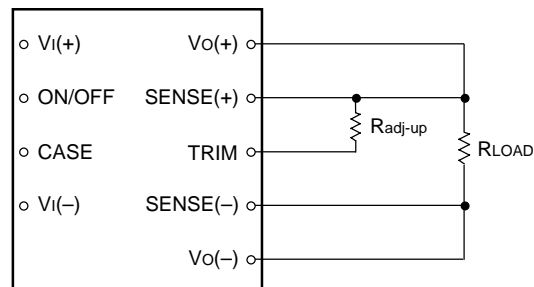 VI(+) VO(+)
ON/OFF SENSE(+)
CASE TRIM
VI(–) SENSE(–)
VO(–)
Radj-up
RLOAD